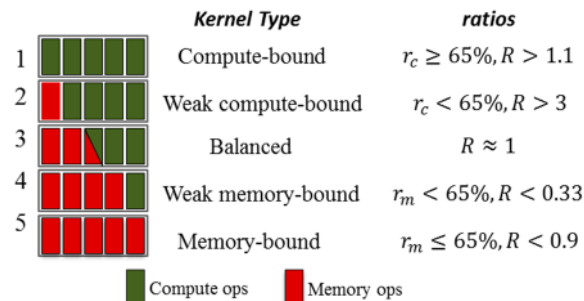 Kernel Type ratios
1 Compute-bound r_c ≥ 65%, R > 1.1
2 Weak compute-bound r_c < 65%, R > 3
3 Balanced R ≈ 1
4 Weak memory-bound r_m < 65%, R < 0.33
5 Memory-bound r_m ≤ 65%, R < 0.9
Compute ops Memory ops